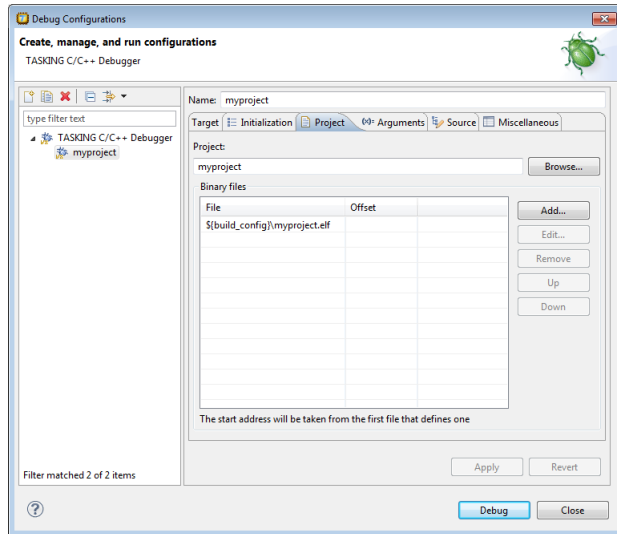 Debug Configurations
Create, manage, and run configurations
TASKING C/C++ Debugger
type filter text
TASKING C/C++ Debugger
myproject
Filter matched 2 of 2 items
Name: myproject
Target Initialization Project (x)= Arguments Source Miscellaneous
Project:
myproject Browse...
Binary files
File Offset
${build_config}\myproject.elf
Add...
Edit...
Remove
Up
Down
The start address will be taken from the first file that defines one
Apply Revert
? Debug Close